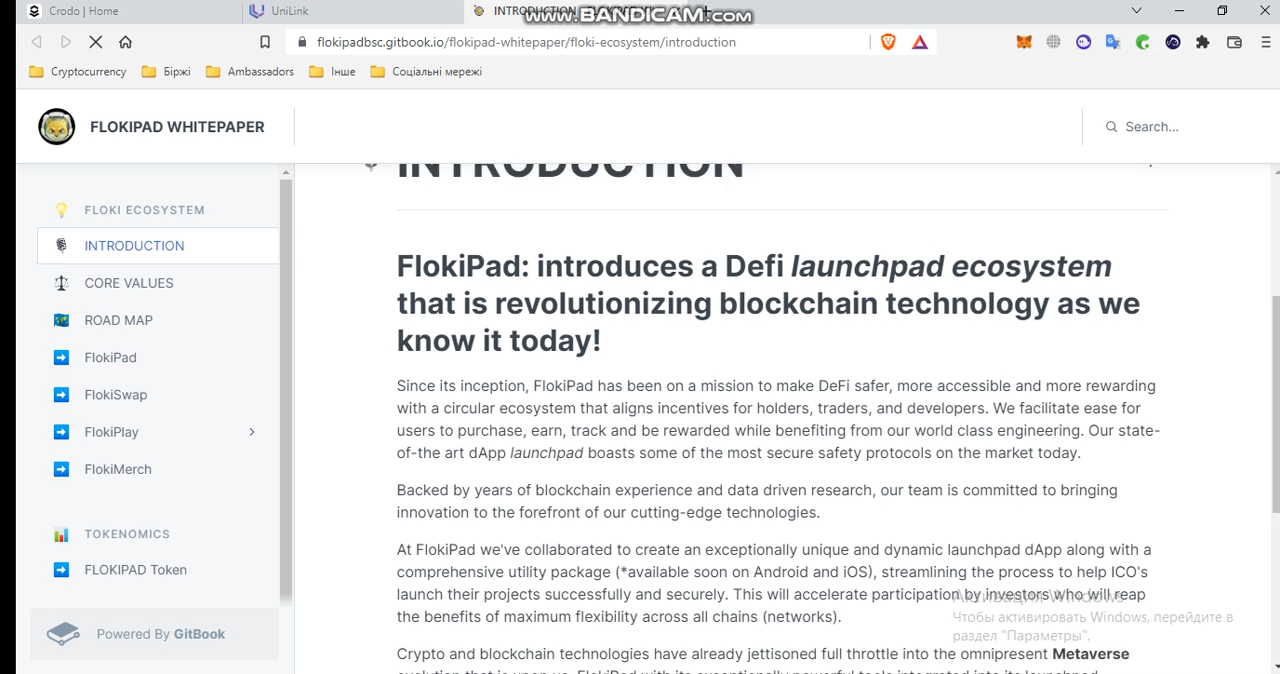 Crodo | Home
UniLink
INTRODUCTION
www.BANDICAM.com
flokipadbsc.gitbook.io/flokipad-whitepaper/floki-ecosystem/introduction
Cryptocurrency
Біржі
Ambassadors
Інше
Соціальні мережі
FLOKIPAD WHITEPAPER
Search...
FLOKI ECOSYSTEM
INTRODUCTION
CORE VALUES
ROAD MAP
FlokiPad
FlokiSwap
FlokiPlay
FlokiMerch
TOKENOMICS
FLOKIPAD Token
Powered By GitBook
INTRODUCTION
FlokiPad: introduces a Defi launchpad ecosystem
that is revolutionizing blockchain technology as we
know it today!
Since its inception, FlokiPad has been on a mission to make DeFi safer, more accessible and more rewarding
with a circular ecosystem that aligns incentives for holders, traders, and developers. We facilitate ease for
users to purchase, earn, track and be rewarded while benefiting from our world class engineering. Our state-
of-the art dApp launchpad boasts some of the most secure safety protocols on the market today.
Backed by years of blockchain experience and data driven research, our team is committed to bringing
innovation to the forefront of our cutting-edge technologies.
At FlokiPad we've collaborated to create an exceptionally unique and dynamic launchpad dApp along with a
comprehensive utility package (*available soon on Android and iOS), streamlining the process to help ICO's
launch their projects successfully and securely. This will accelerate participation by investors who will reap
the benefits of maximum flexibility across all chains (networks).
Crypto and blockchain technologies have already jettisoned full throttle into the omnipresent Metaverse
Активация Windows
Чтобы активировать Windows, перейдите в
раздел "Параметры".